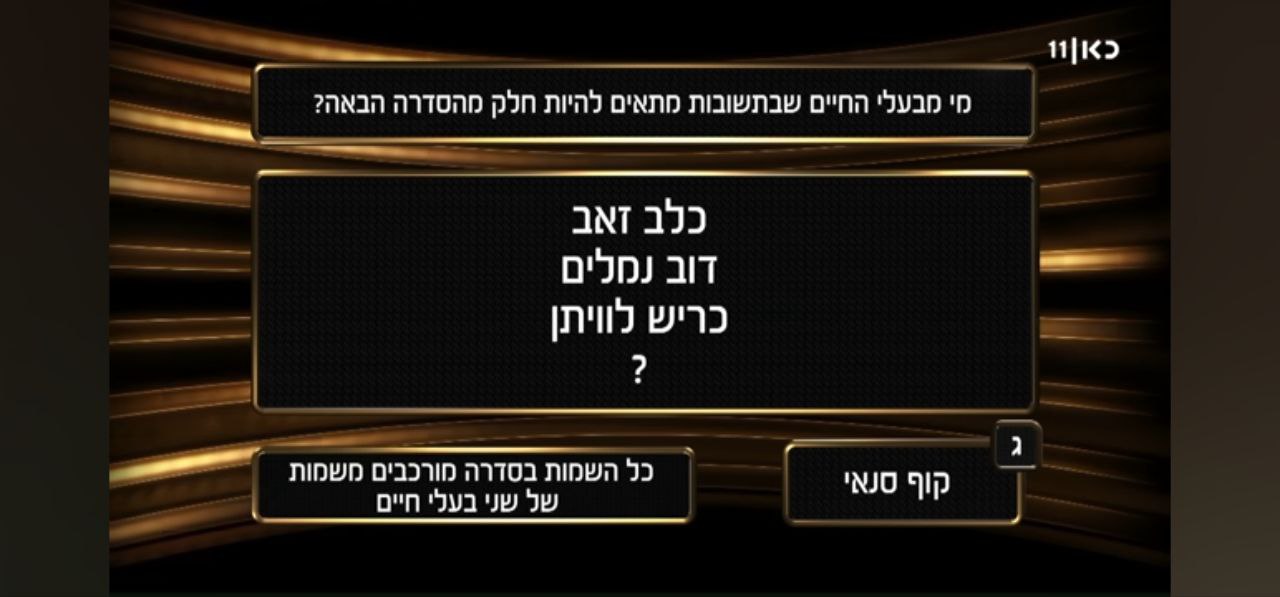 כאן|11
מי מבעלי החיים שבתשובות מתאים להיות חלק מהסדרה הבאה?
כלב זאב
דוב נמלים
כריש לוויתן
?
ג
קוף סנאי
כל השמות בסדרה מורכבים משמות
של שני בעלי חיים